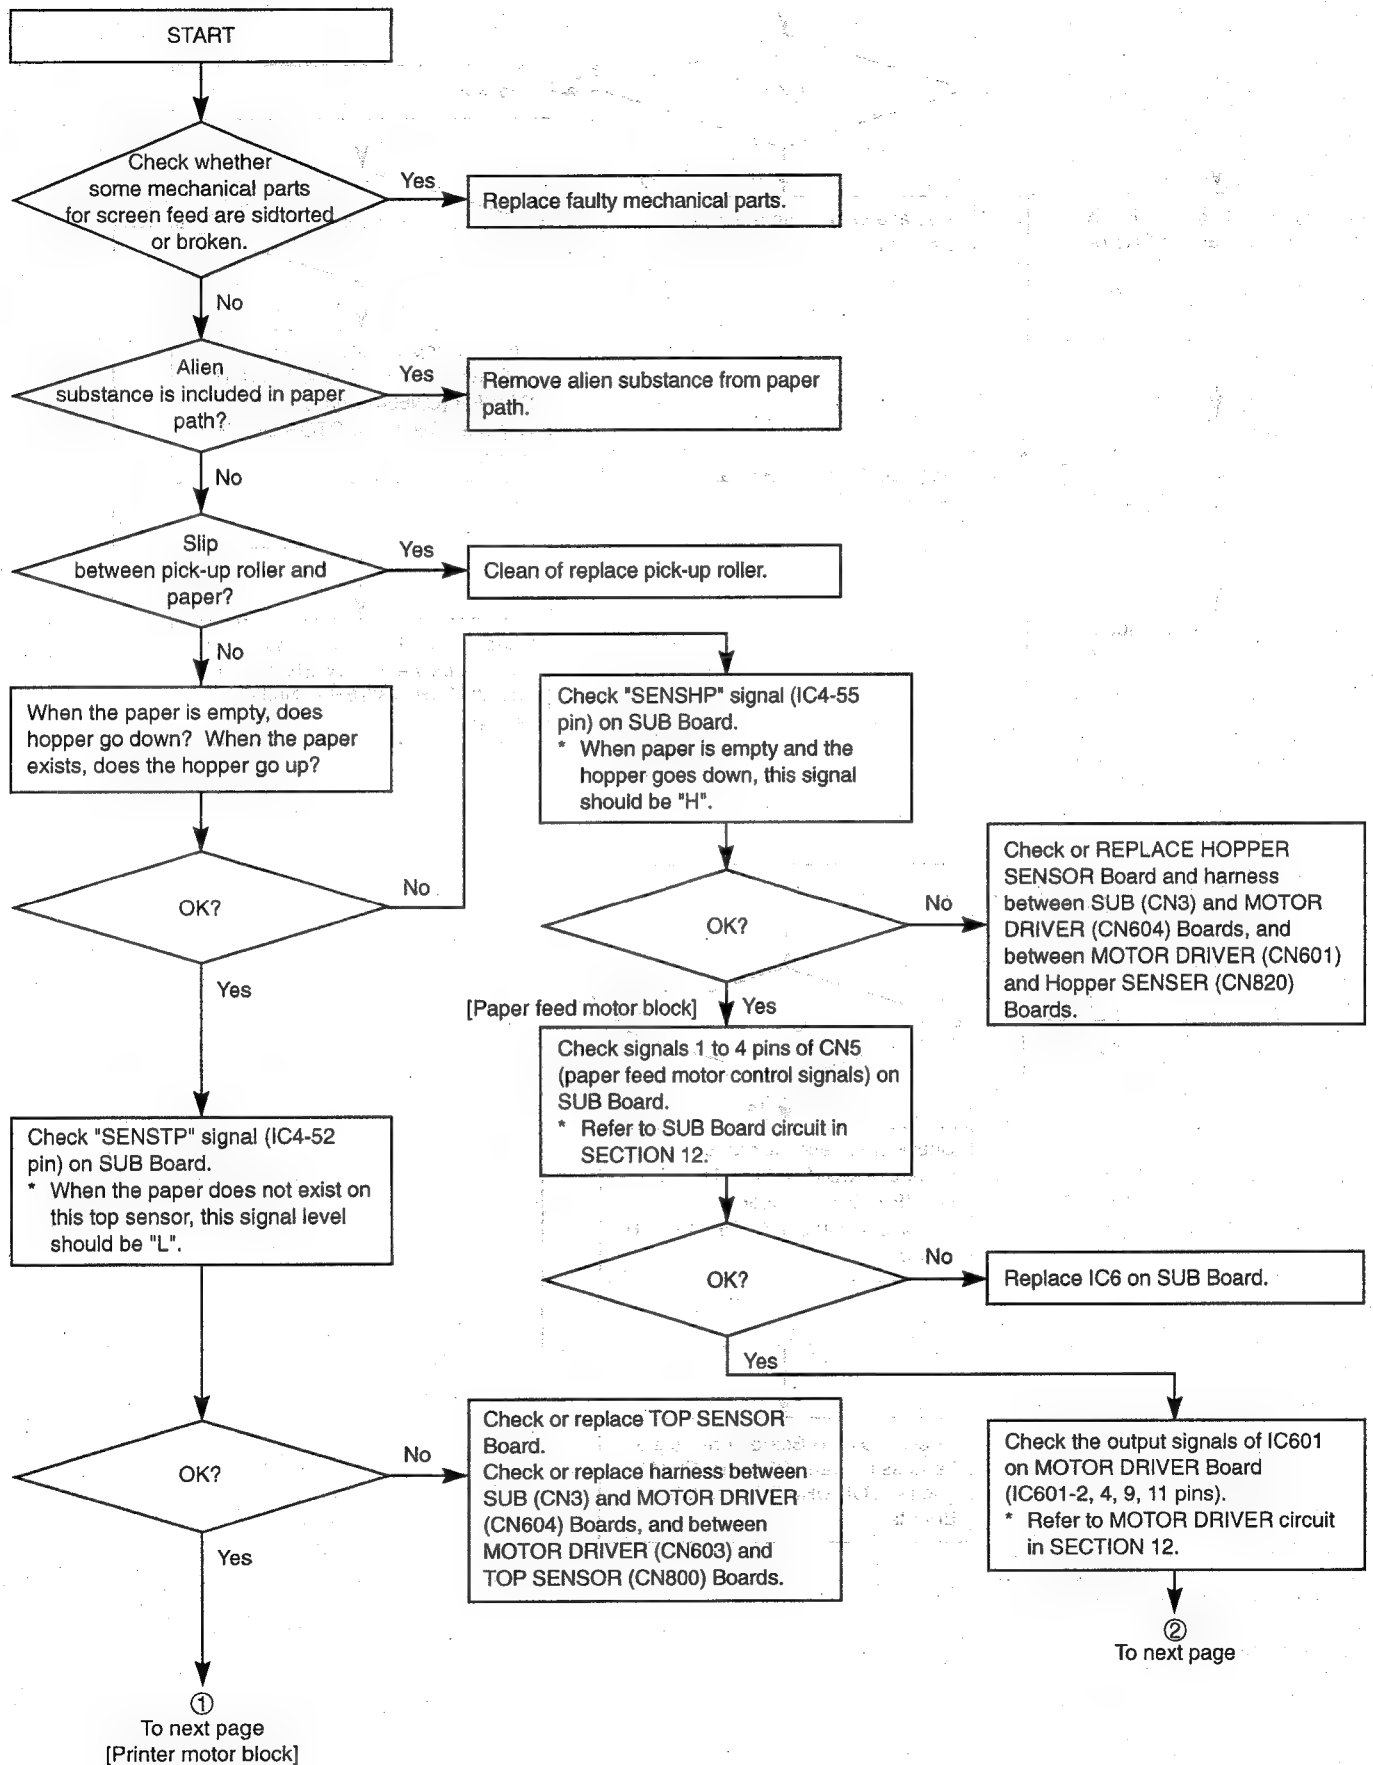 START
Check whether
some mechanical parts
for screen feed are sidtorted
or broken.
Yes
Replace faulty mechanical parts.
No
Alien
substance is included in paper
path?
Yes
Remove alien substance from paper
path.
No
Slip
between pick-up roller and
paper?
Yes
Clean of replace pick-up roller.
No
When the paper is empty, does
hopper go down? When the paper
exists, does the hopper go up?
OK?
No
Yes
Check "SENSHP" signal (IC4-55
pin) on SUB Board.
* When paper is empty and the
hopper goes down, this signal
should be "H".
OK?
No
Check or REPLACE HOPPER
SENSOR Board and harness
between SUB (CN3) and MOTOR
DRIVER (CN604) Boards, and
between MOTOR DRIVER (CN601)
and Hopper SENSER (CN820)
Boards.
[Paper feed motor block]
Yes
Check signals 1 to 4 pins of CN5
(paper feed motor control signals) on
SUB Board.
* Refer to SUB Board circuit in
SECTION 12.
OK?
No
Replace IC6 on SUB Board.
Yes
Check the output signals of IC601
on MOTOR DRIVER Board
(IC601-2, 4, 9, 11 pins).
* Refer to MOTOR DRIVER circuit
in SECTION 12.
②
To next page
Check "SENSTP" signal (IC4-52
pin) on SUB Board.
* When the paper does not exist on
this top sensor, this signal level
should be "L".
OK?
No
Check or replace TOP SENSOR
Board.
Check or replace harness between
SUB (CN3) and MOTOR DRIVER
(CN604) Boards, and between
MOTOR DRIVER (CN603) and
TOP SENSOR (CN800) Boards.
Yes
①
To next page
[Printer motor block]